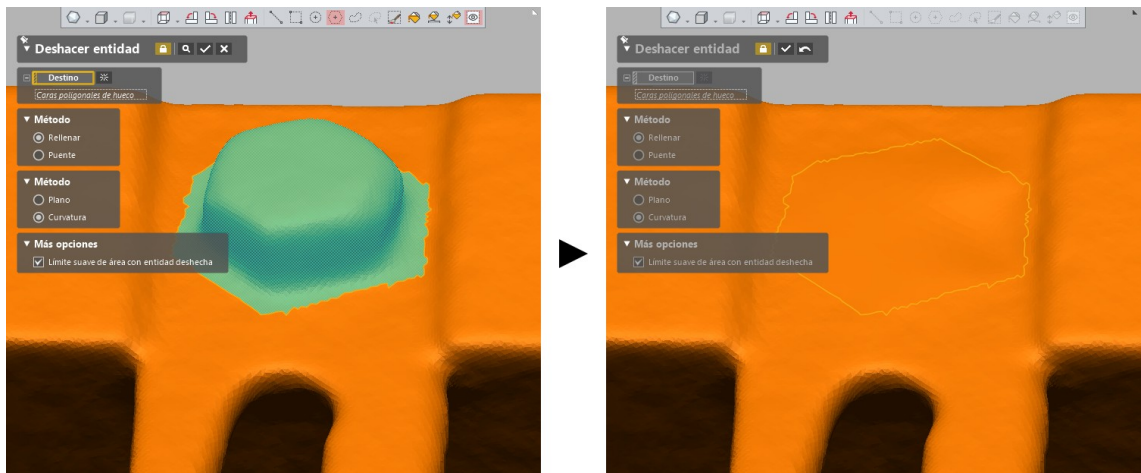 Deshacer entidad
Destino
Caras poligonales de hueco
Método
Rellenar
Puente
Método
Plano
Curvatura
Más opciones
Límite suave de área con entidad deshecha
Deshacer entidad
Destino
Caras poligonales de hueco
Método
Rellenar
Puente
Método
Plano
Curvatura
Más opciones
Límite suave de área con entidad deshecha